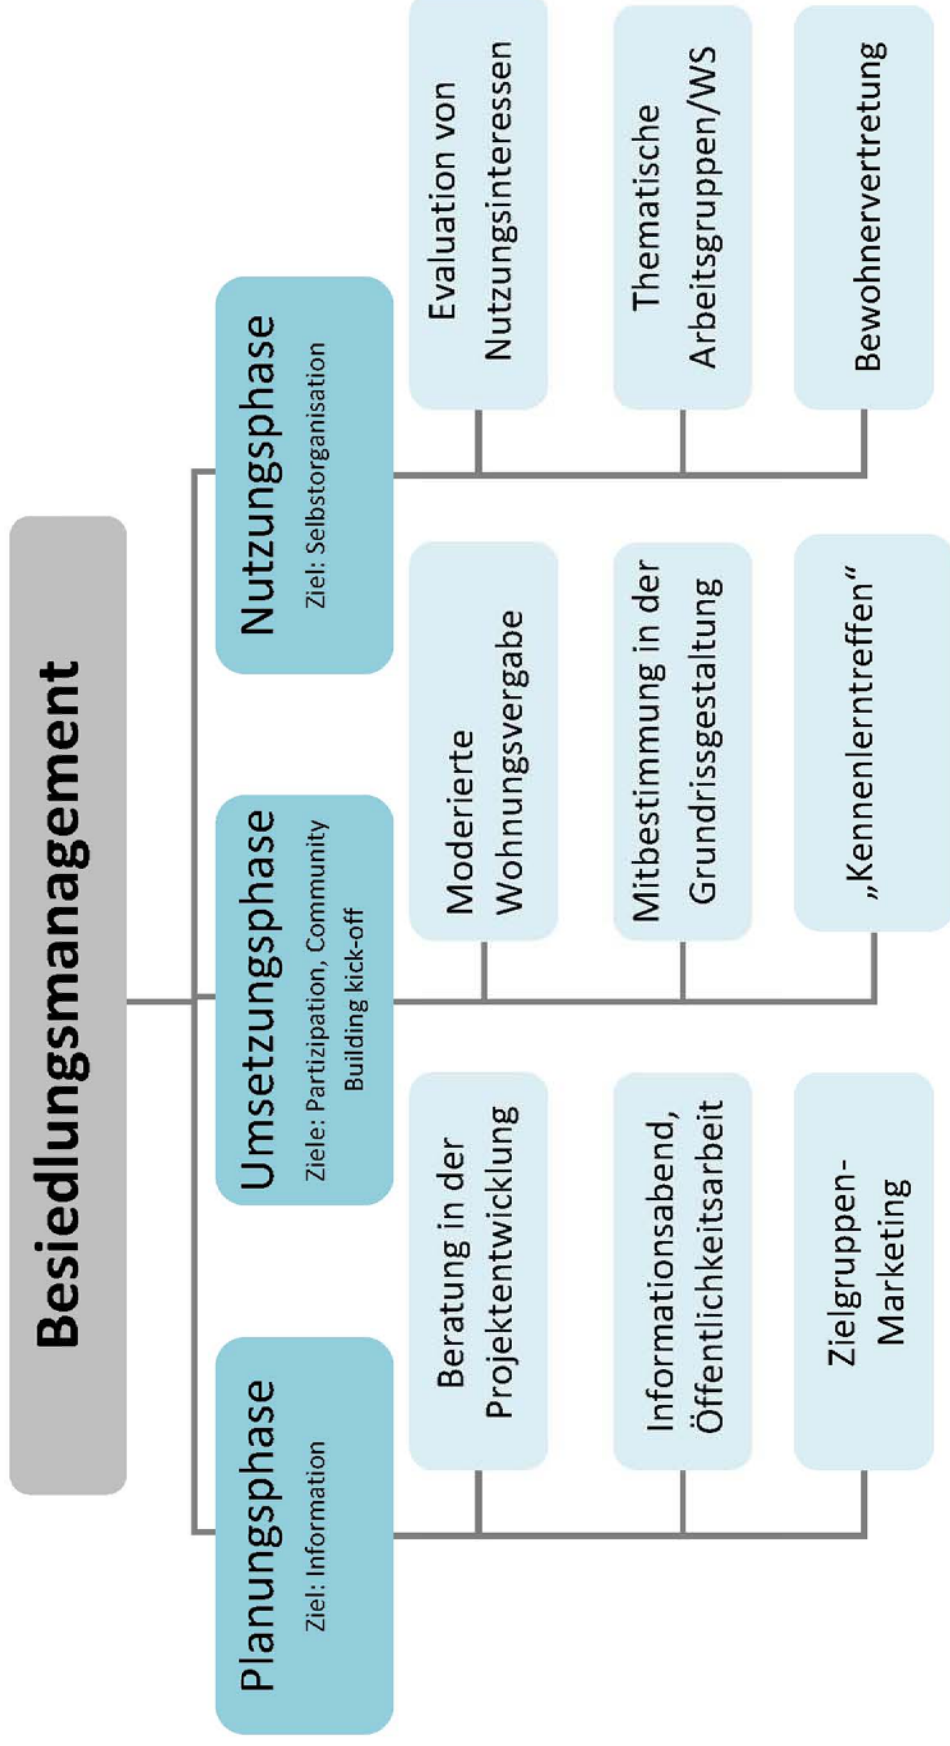 Besiedlungsmanagement
Planungsphase
Ziel: Information
Beratung in der
Projektentwicklung
Informationsabend,
Öffentlichkeitsarbeit
Zielgruppen-
Marketing
Umsetzungsphase
Ziele: Partizipation, Community
Building kick-off
Moderierte
Wohnungsvergabe
Mitbestimmung in der
Grundrissgestaltung
„Kennenlerntreffen“
Nutzungsphase
Ziel: Selbstorganisation
Evaluation von
Nutzungsinteressen
Thematische
Arbeitsgruppen/WS
Bewohnervertretung